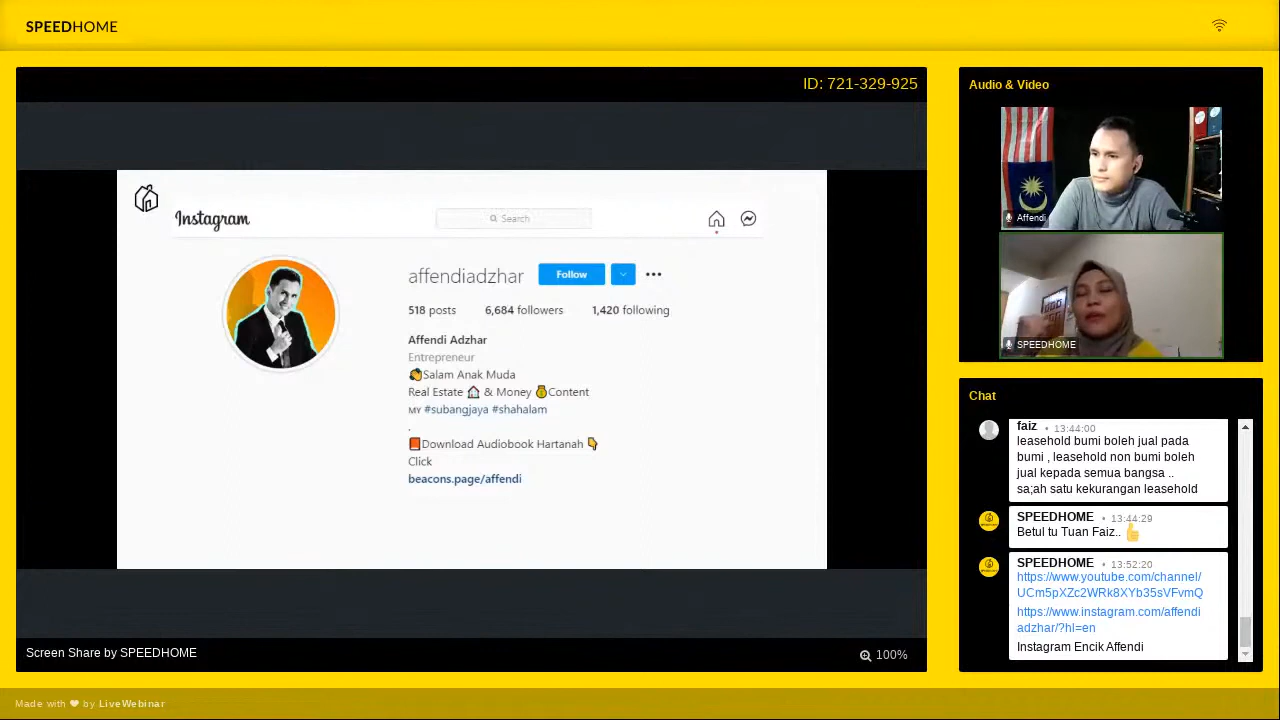 SPEEDHOME
ID: 721-329-925
Instagram
Search
affendiadzhar
Follow
518 posts 6,684 followers 1,420 following
Affendi Adzhar
Entrepreneur
👏Salam Anak Muda
Real Estate 🏠 & Money 💰Content
MY #subangjaya #shahalam
.
📕Download Audiobook Hartanah 👇
Click
beacons.page/affendi
Screen Share by SPEEDHOME
100%
Audio & Video
Affendi
SPEEDHOME
Chat
faiz • 13:44:00
leasehold bumi boleh jual pada
bumi , leasehold non bumi boleh
jual kepada semua bangsa ..
sa;ah satu kekurangan leasehold
SPEEDHOME • 13:44:29
Betul tu Tuan Faiz.. 👍
SPEEDHOME • 13:52:20
https://www.youtube.com/channel/
UCm5pXZc2WRk8XYb35sVFvmQ
https://www.instagram.com/affendi
adzhar/?hl=en
Instagram Encik Affendi
Made with ❤ by LiveWebinar